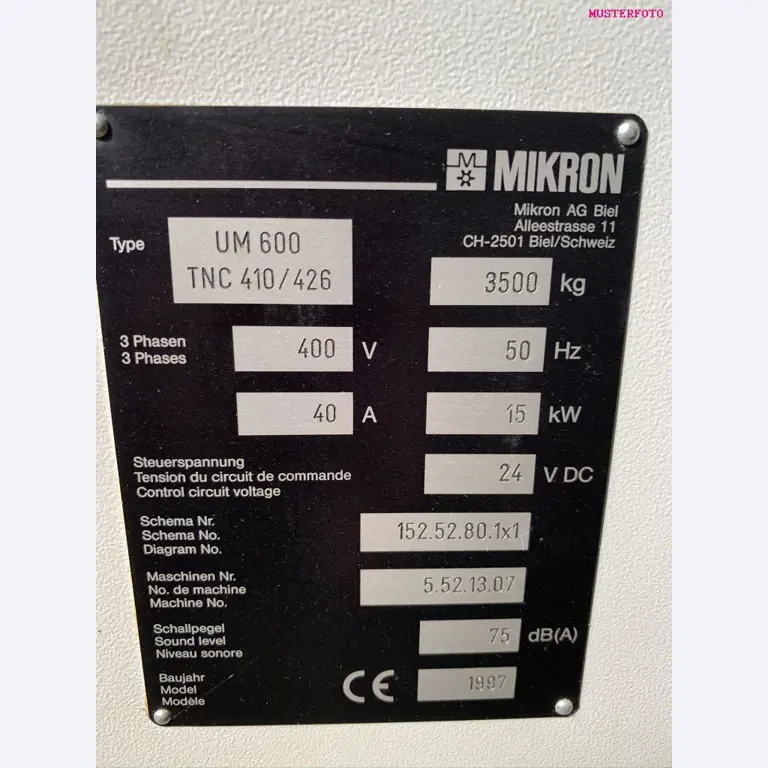 MUSTERFOTO
MIKRON
Mikron AG Biel
Alleestrasse 11
CH-2501 Biel/Schweiz
Type
UM 600
TNC 410/426
3500 kg
3 Phasen
3 Phases
400 V
50 Hz
40 A
15 kW
Steuerspannung
Tension du circuit de commande
Control circuit voltage
24 V DC
Schema Nr.
Schema No.
Diagram No.
152.52.80.1x1
Maschinen Nr.
No. de machine
Machine No.
5.52.13.07
Schallpegel
Sound level
Niveau sonore
75 dB(A)
Baujahr
Model
Modèle
CE
1997